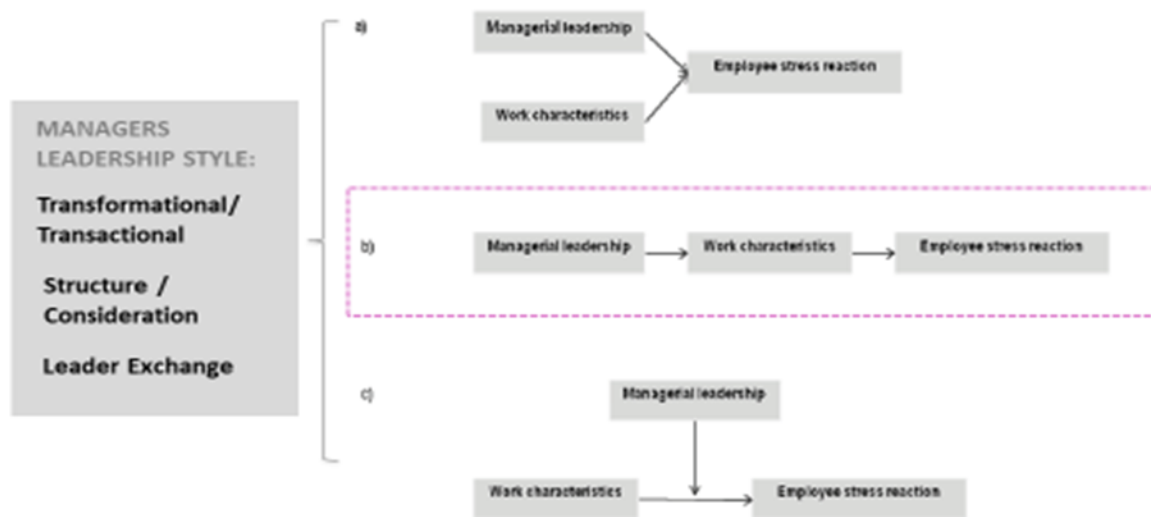 MANAGERS
LEADERSHIP STYLE:
Transformational/
Transactional
Structure /
Consideration
Leader Exchange
a)
Managerial leadership
Employee stress reaction
Work characteristics
b)
Managerial leadership
Work characteristics
Employee stress reaction
c)
Managerial leadership
Work characteristics
Employee stress reaction